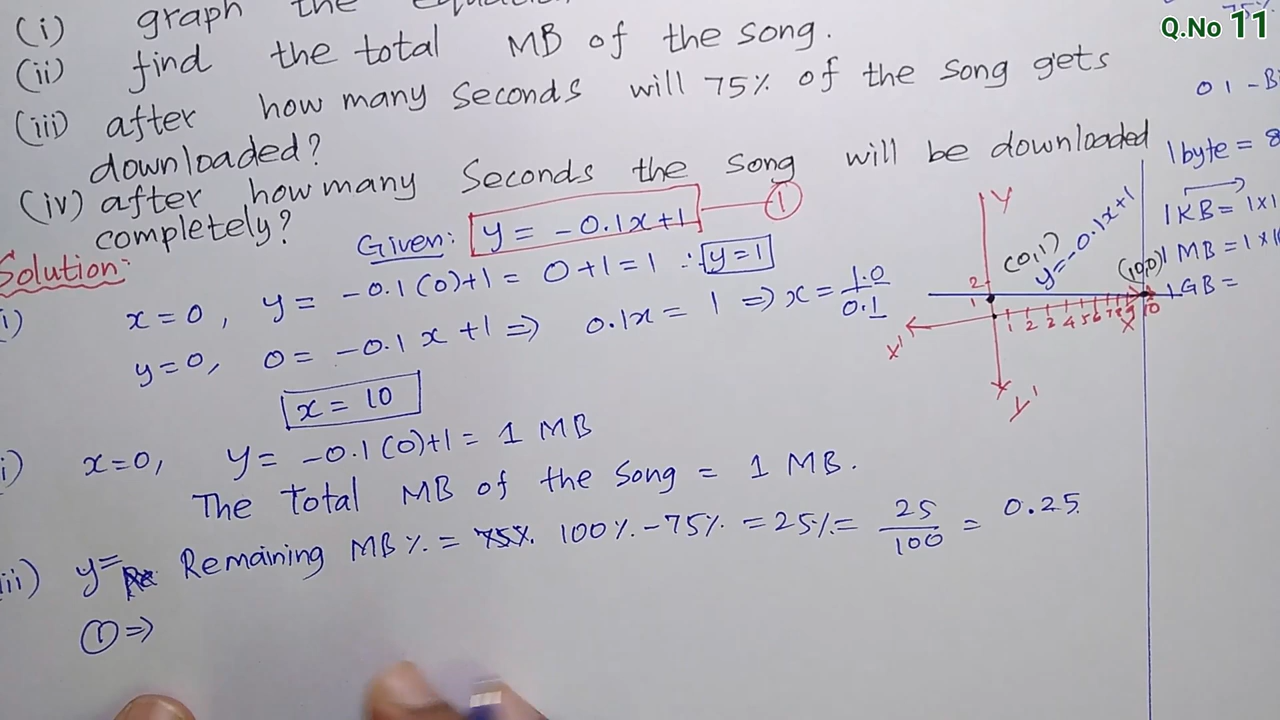 Q.No 11
75%
(i) graph the equation
(ii) find the total MB of the song.
(iii) after how many seconds will 75% of the song gets
downloaded?
(iv) after how many seconds the song will be downloaded
completely?
Solution:
Given: y = -0.1x+1 ①
i) x=0, y= -0.1(0)+1= 0+1=1 ∴ y=1
y=0, 0= -0.1x+1 ⇒ 0.1x= 1 ⇒ x= 1.0/0.1
x = 10
i) x=0, y= -0.1(0)+1= 1 MB
The total MB of the song = 1 MB.
iii) y= Remaining MB% = 100%-75% =25%= 25/100 = 0.25
① ⇒
Y
(0,1)
y=-0.1x+1
(10,0)
2
1
1 2 3 4 5 6 7 8 9 10
X' X
Y'
0 1 - B
1 byte = 8
1 KB= 1×1
1 MB = 1×10
1 GB =